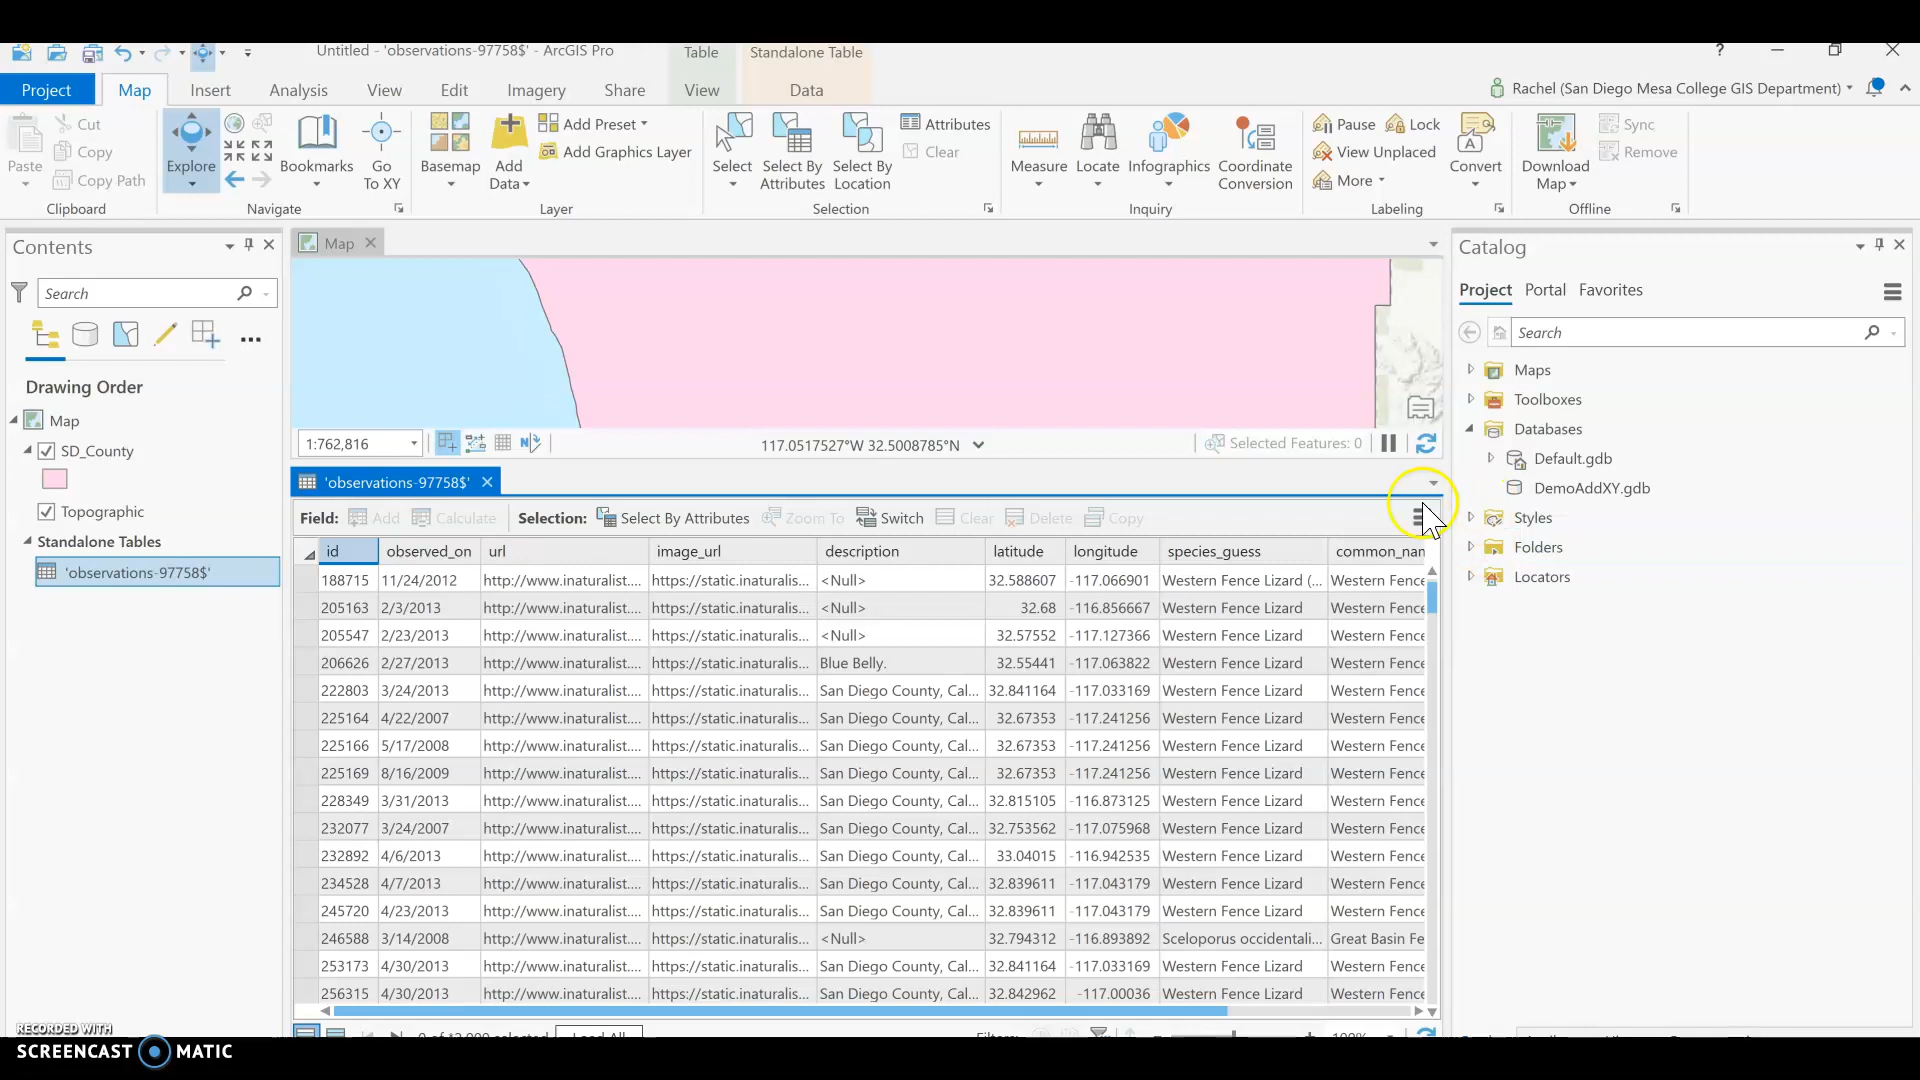 Untitled - 'observations-97758$' - ArcGIS Pro
Table
Standalone Table
?
Project
Map
Insert
Analysis
View
Edit
Imagery
Share
View
Data
Rachel (San Diego Mesa College GIS Department)
Paste
Cut
Copy
Copy Path
Clipboard
Explore
Bookmarks
Go To XY
Navigate
Basemap
Add Data
Add Preset
Add Graphics Layer
Layer
Select
Select By Attributes
Select By Location
Attributes
Clear
Selection
Measure
Locate
Infographics
Coordinate Conversion
Inquiry
Pause
Lock
View Unplaced
More
Convert
Labeling
Download Map
Sync
Remove
Offline
Contents
Search
Drawing Order
Map
SD_County
Topographic
Standalone Tables
'observations-97758$'
Map
1:762,816
117.0517527°W 32.5008785°N
Selected Features: 0
'observations-97758$'
Field: Add Calculate Selection: Select By Attributes Zoom To Switch Clear Delete Copy
id observed_on url image_url description latitude longitude species_guess common_nam
188715 11/24/2012 http://www.inaturalist.... https://static.inaturalis... <Null> 32.588607 -117.066901 Western Fence Lizard (... Western Fence
205163 2/3/2013 http://www.inaturalist.... https://static.inaturalis... <Null> 32.68 -116.856667 Western Fence Lizard Western Fence
205547 2/23/2013 http://www.inaturalist.... https://static.inaturalis... <Null> 32.57552 -117.127366 Western Fence Lizard Western Fence
206626 2/27/2013 http://www.inaturalist.... https://static.inaturalis... Blue Belly. 32.55441 -117.063822 Western Fence Lizard Western Fence
222803 3/24/2013 http://www.inaturalist.... https://static.inaturalis... San Diego County, Cal... 32.841164 -117.033169 Western Fence Lizard Western Fence
225164 4/22/2007 http://www.inaturalist.... https://static.inaturalis... San Diego County, Cal... 32.67353 -117.241256 Western Fence Lizard Western Fence
225166 5/17/2008 http://www.inaturalist.... https://static.inaturalis... San Diego County, Cal... 32.67353 -117.241256 Western Fence Lizard Western Fence
225169 8/16/2009 http://www.inaturalist.... https://static.inaturalis... San Diego County, Cal... 32.67353 -117.241256 Western Fence Lizard Western Fence
228349 3/31/2013 http://www.inaturalist.... https://static.inaturalis... San Diego County, Cal... 32.815105 -116.873125 Western Fence Lizard Western Fence
232077 3/24/2007 http://www.inaturalist.... https://static.inaturalis... San Diego County, Cal... 32.753562 -117.075968 Western Fence Lizard Western Fence
232892 4/6/2013 http://www.inaturalist.... https://static.inaturalis... San Diego County, Cal... 33.04015 -116.942535 Western Fence Lizard Western Fence
234528 4/7/2013 http://www.inaturalist.... https://static.inaturalis... San Diego County, Cal... 32.839611 -117.043179 Western Fence Lizard Western Fence
245720 4/23/2013 http://www.inaturalist.... https://static.inaturalis... San Diego County, Cal... 32.839611 -117.043179 Western Fence Lizard Western Fence
246588 3/14/2008 http://www.inaturalist.... https://static.inaturalis... <Null> 32.794312 -116.893892 Sceloporus occidentali... Great Basin Fe
253173 4/30/2013 http://www.inaturalist.... https://static.inaturalis... San Diego County, Cal... 32.841164 -117.033169 Western Fence Lizard Western Fence
256315 4/30/2013 http://www.inaturalist.... https://static.inaturalis... San Diego County, Cal... 32.842962 -117.00036 Western Fence Lizard Western Fence
Catalog
Project Portal Favorites
Search
Maps
Toolboxes
Databases
Default.gdb
DemoAddXY.gdb
Styles
Folders
Locators
RECORDED WITH
SCREENCAST MATIC